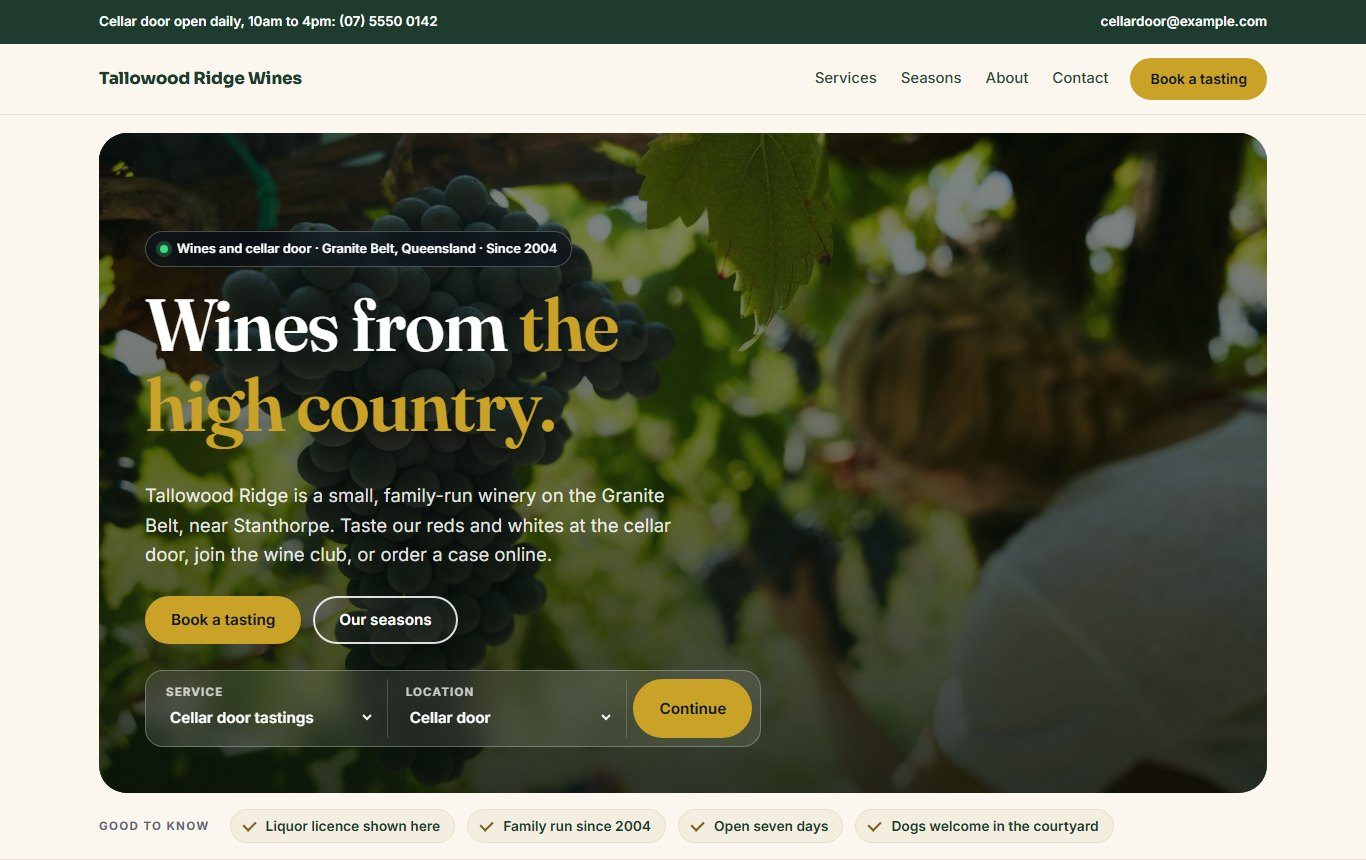 Cellar door open daily, 10am to 4pm: (07) 5550 0142
cellardoor@example.com
Tallowood Ridge Wines
Services
Seasons
About
Contact
Book a tasting
Wines and cellar door · Granite Belt, Queensland · Since 2004
Wines from the
high country.
Tallowood Ridge is a small, family-run winery on the Granite
Belt, near Stanthorpe. Taste our reds and whites at the cellar
door, join the wine club, or order a case online.
Book a tasting
Our seasons
SERVICE
Cellar door tastings
LOCATION
Cellar door
Continue
GOOD TO KNOW
Liquor licence shown here
Family run since 2004
Open seven days
Dogs welcome in the courtyard